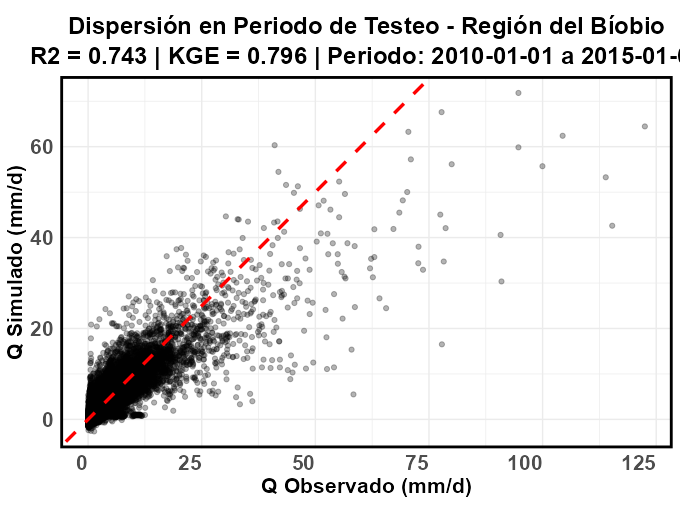 Dispersión en Periodo de Testeo - Región del Bíobio
R2 = 0.743 | KGE = 0.796 | Periodo: 2010-01-01 a 2015-01-0
60
40
20
0
Q Simulado (mm/d)
0 25 50 75 100 125
Q Observado (mm/d)